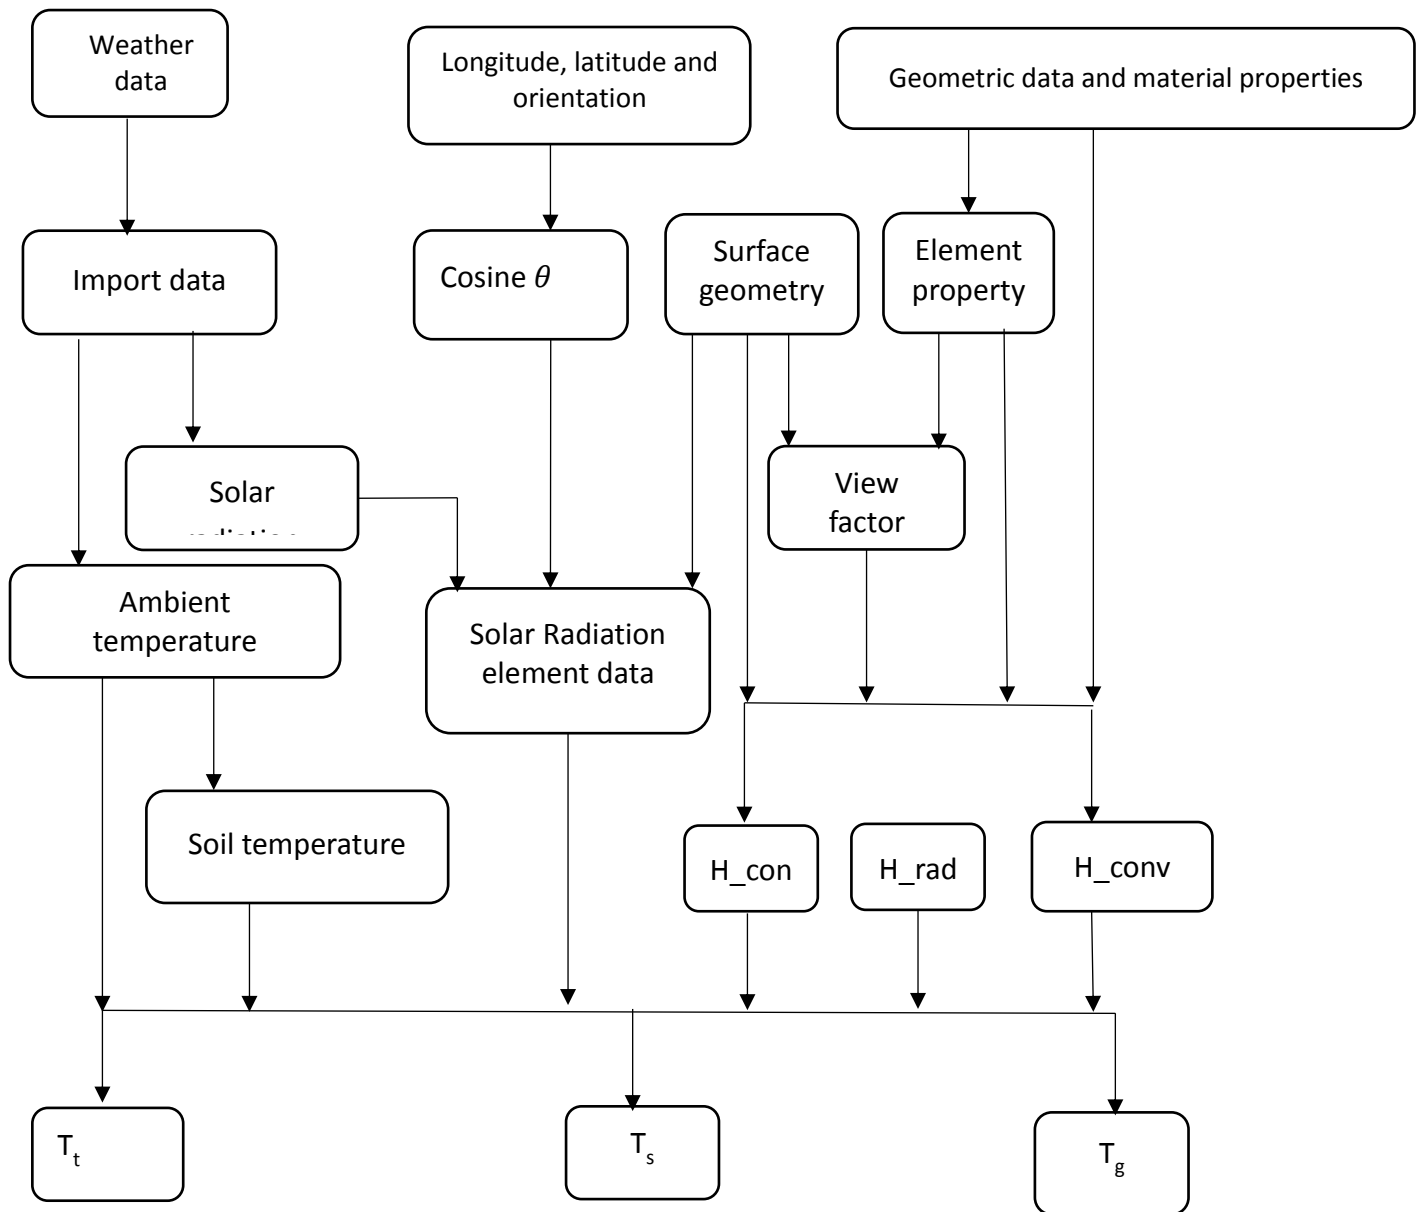 Weather
data
Longitude, latitude and
orientation
Geometric data and material properties
Import data
Cosine θ
Surface
geometry
Element
property
Solar
View
factor
Ambient
temperature
Solar Radiation
element data
Soil temperature
H_con
H_rad
H_conv
Tt
Ts
Tg